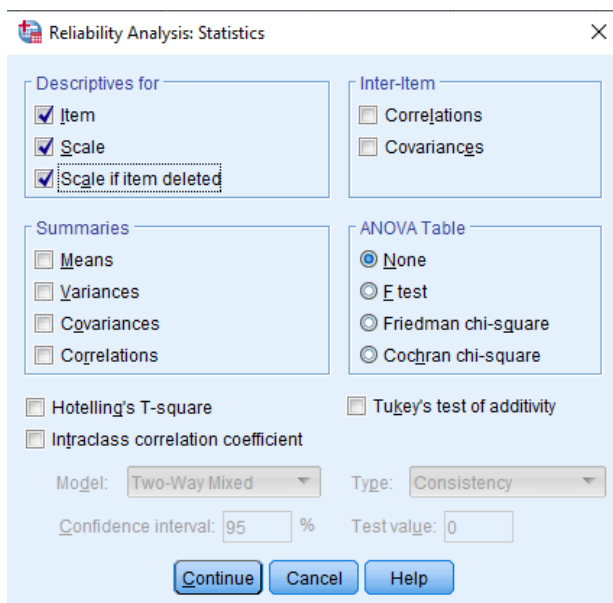 Reliability Analysis: Statistics
Descriptives for
Item
Scale
Scale if item deleted
Inter-Item
Correlations
Covariances
Summaries
Means
Variances
Covariances
Correlations
ANOVA Table
None
F test
Friedman chi-square
Cochran chi-square
Hotelling's T-square
Tukey's test of additivity
Intraclass correlation coefficient
Model: Two-Way Mixed
Type: Consistency
Confidence interval: 95 %
Test value: 0
Continue Cancel Help